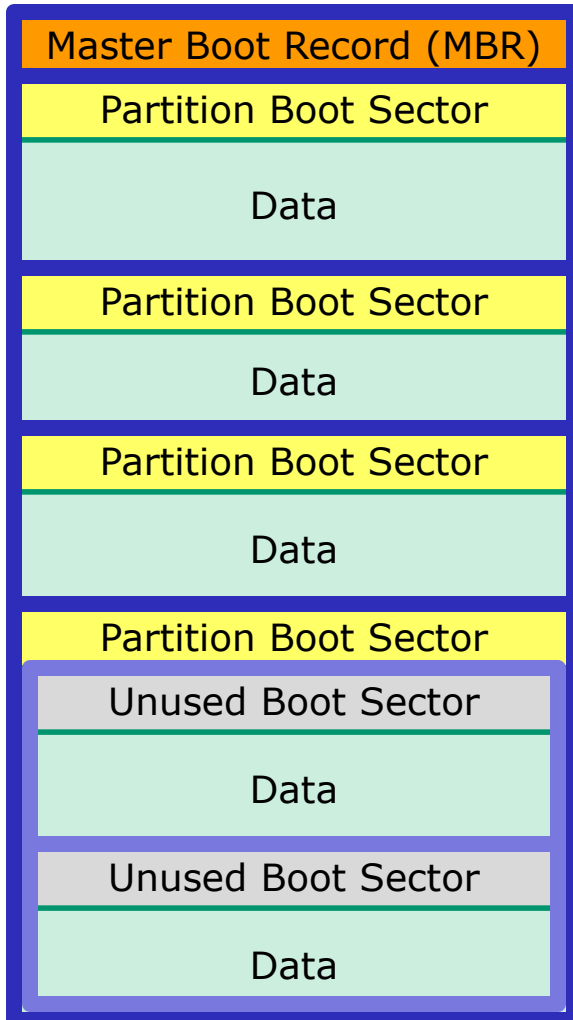 Master Boot Record (MBR)
Partition Boot Sector
Data
Partition Boot Sector
Data
Partition Boot Sector
Data
Partition Boot Sector
Unused Boot Sector
Data
Unused Boot Sector
Data